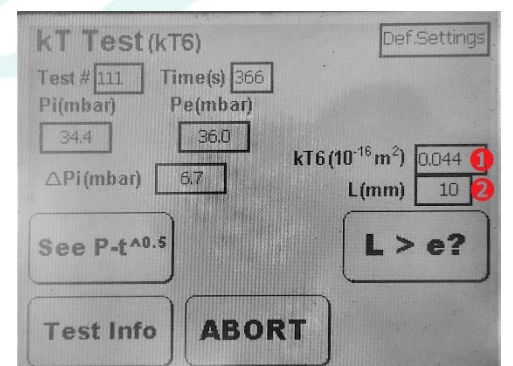 kT Test (kT6)
Def.Settings
Test # 111 Time(s) 366
Pi(mbar) Pe(mbar)
34.4 36.0
kT6 (10⁻¹⁶ m²) 0.044 1
△Pi(mbar) 6.7
L(mm) 10 2
See P-t^0.5
L > e?
Test Info ABORT